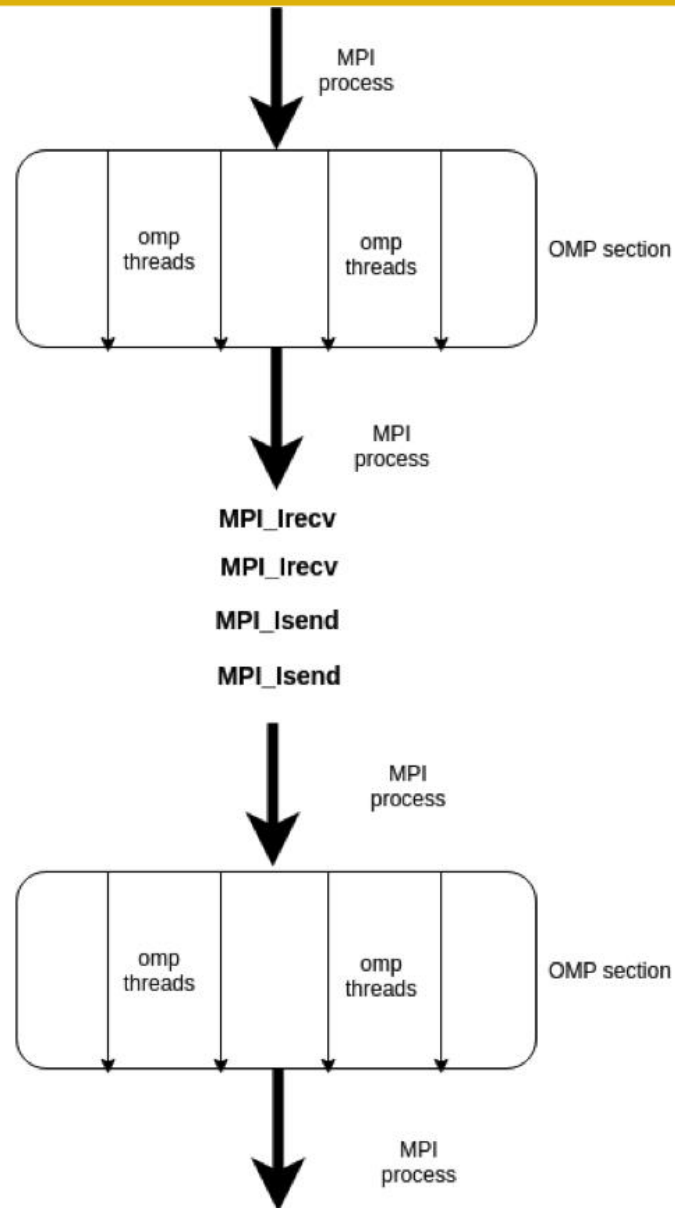 MPI
process
omp
threads
omp
threads
OMP section
MPI
process
MPI_Irecv
MPI_Irecv
MPI_Isend
MPI_Isend
MPI
process
omp
threads
omp
threads
OMP section
MPI
process